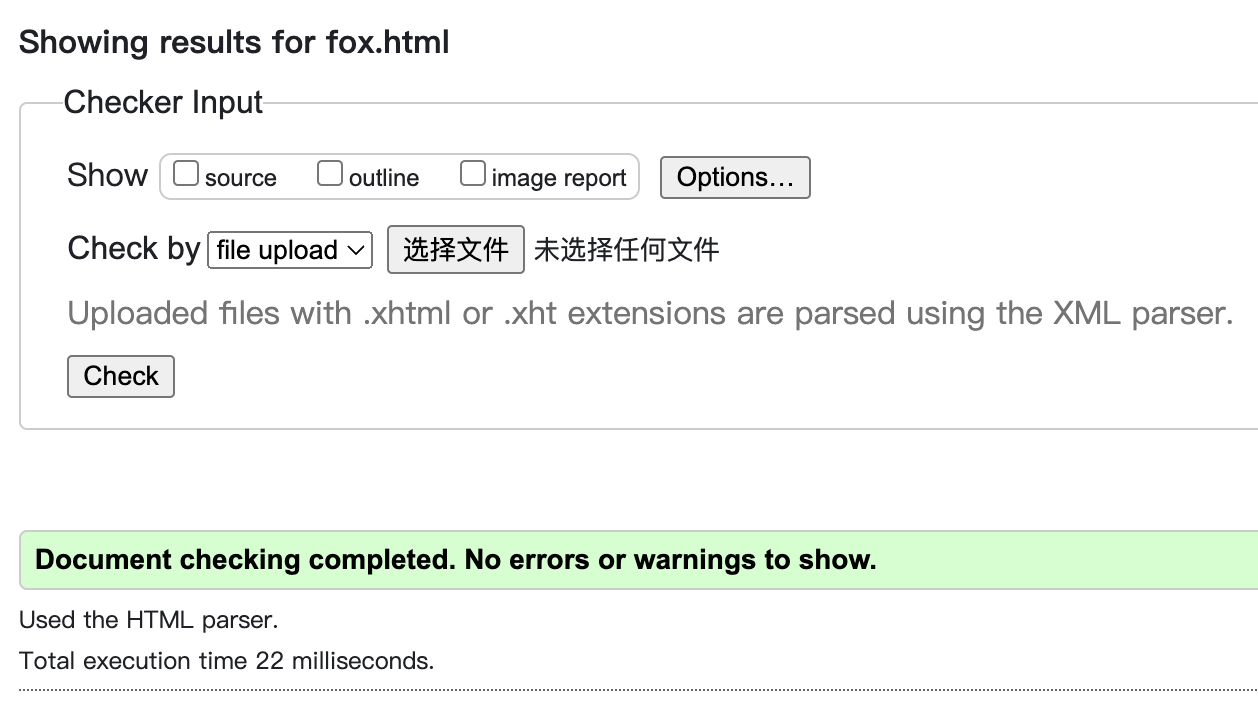 Showing results for fox.html
Checker Input
Show source outline image report Options...
Check by file upload 选择文件 未选择任何文件
Uploaded files with .xhtml or .xht extensions are parsed using the XML parser.
Check
Document checking completed. No errors or warnings to show.
Used the HTML parser.
Total execution time 22 milliseconds.